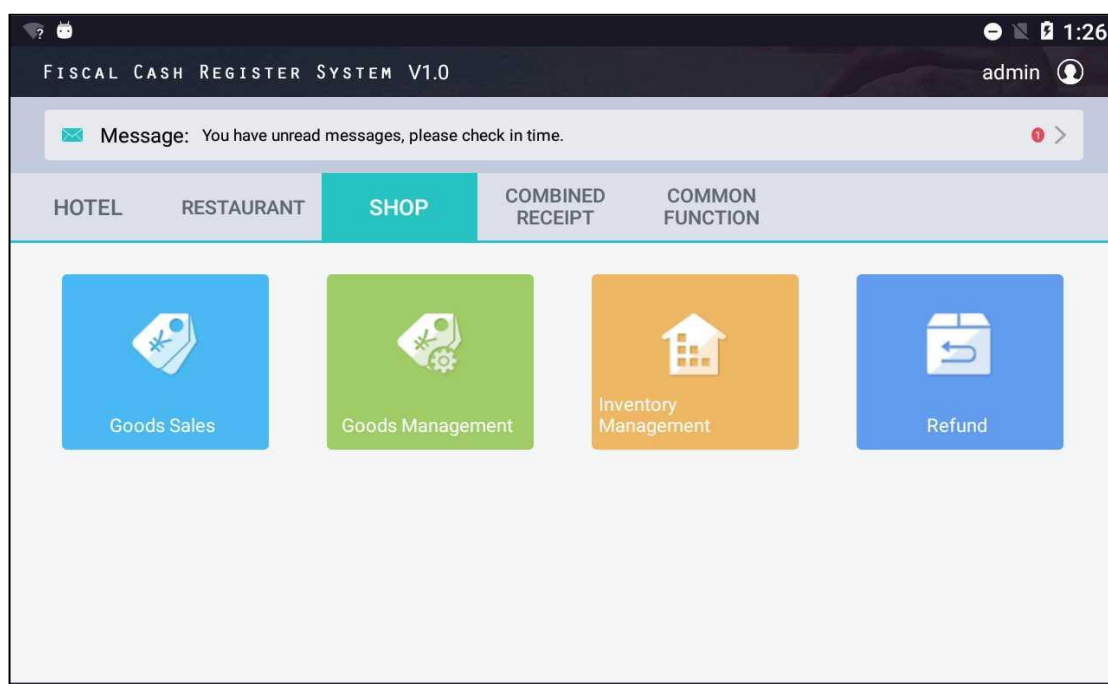 1:26
FISCAL CASH REGISTER SYSTEM V1.0
admin
Message: You have unread messages, please check in time.
1
HOTEL
RESTAURANT
SHOP
COMBINED
RECEIPT
COMMON
FUNCTION
Goods Sales
Goods Management
Inventory
Management
Refund